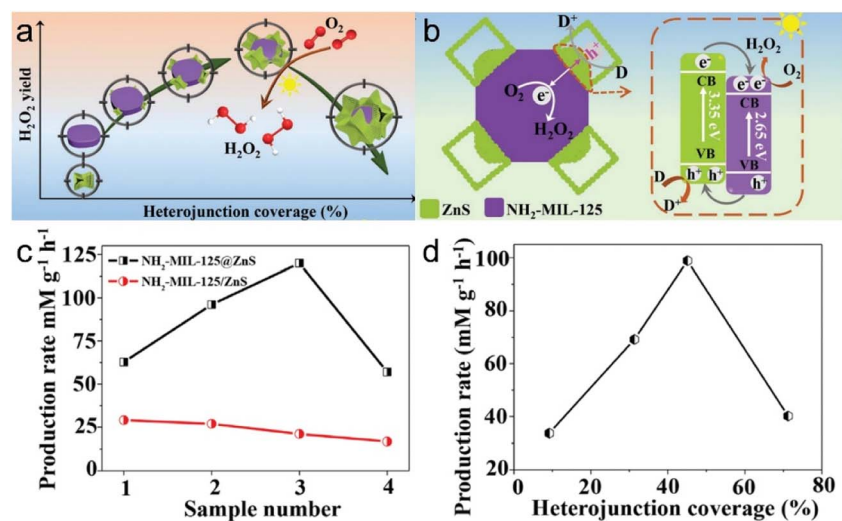 a
H₂O₂ yield
O₂
H₂O₂
Heterojunction coverage (%)
b
D⁺
h⁺
D
O₂
e⁻
H₂O₂
ZnS
NH₂-MIL-125
H₂O₂
O₂
e⁻
e⁻ e⁻
CB
CB
3.35 eV
2.65 eV
VB
VB
h⁺ h⁺
h⁺
D
D⁺
c
Production rate mM g⁻¹ h⁻¹
125
100
75
50
25
0
NH₂-MIL-125@ZnS
NH₂-MIL-125/ZnS
1 2 3 4
Sample number
d
Production rate (mM g⁻¹ h⁻¹)
100
80
60
40
20
0 20 40 60 80
Heterojunction coverage (%)